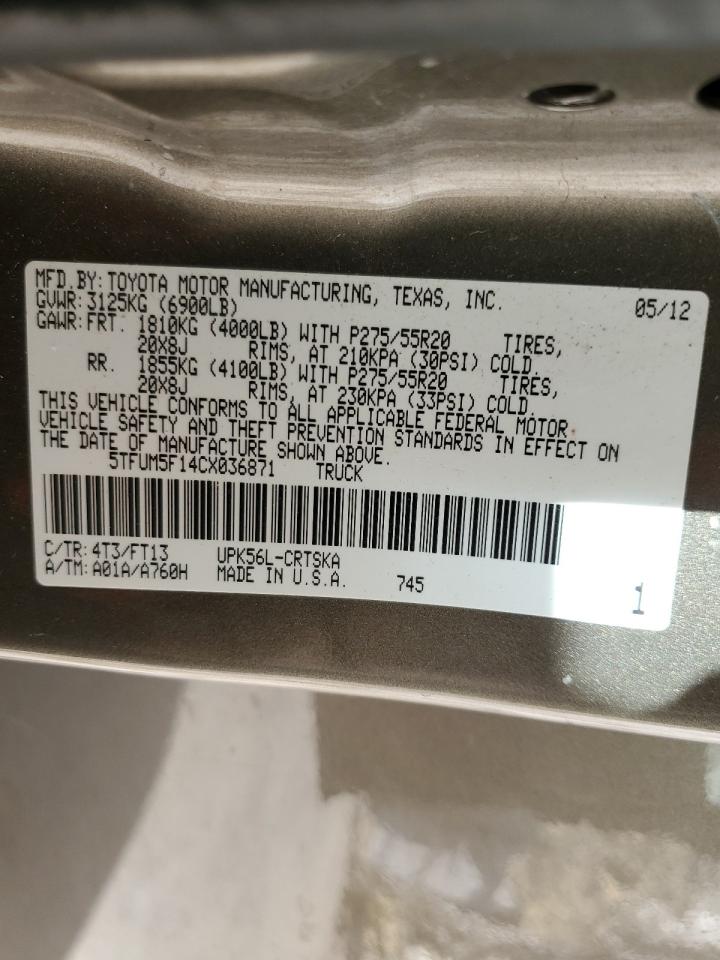 MFD.BY: TOYOTA MOTOR MANUFACTURING, TEXAS, INC. 05/12
GVWR: 3125KG (6900LB)
GAWR: FRT. 1810KG (4000LB) WITH P275/55R20 TIRES,
20X8J RIMS, AT 210KPA (30PSI) COLD.
RR. 1855KG (4100LB) WITH P275/55R20 TIRES,
20X8J RIMS, AT 230KPA (33PSI) COLD.
THIS VEHICLE CONFORMS TO ALL APPLICABLE FEDERAL MOTOR
VEHICLE SAFETY AND THEFT PREVENTION STANDARDS IN EFFECT ON
THE DATE OF MANUFACTURE SHOWN ABOVE.
5TFUM5F14CX036871 TRUCK
C/TR: 4T3/FT13 UPK56L-CRTSKA
A/TM: A01A/A760H MADE IN U.S.A. 745 1